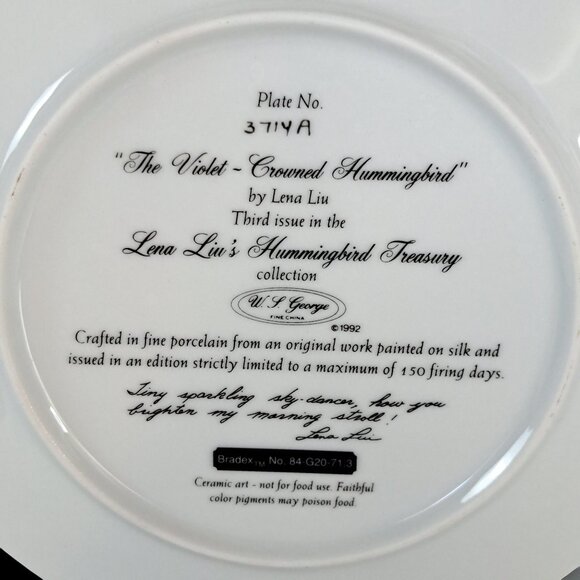 Plate No.
3714A
"The Violet ~ Crowned Hummingbird"
by Lena Liu
Third issue in the
Lena Liu's Hummingbird Treasury
collection
W. S. George
FINE CHINA
©1992
Crafted in fine porcelain from an original work painted on silk and
issued in an edition strictly limited to a maximum of 150 firing days.
Tiny sparkling sky-dancer, how you
brighten my morning stroll!
Lena Liu
Bradex™ No. 84-G20-71.3
Ceramic art - not for food use. Faithful
color pigments may poison food.